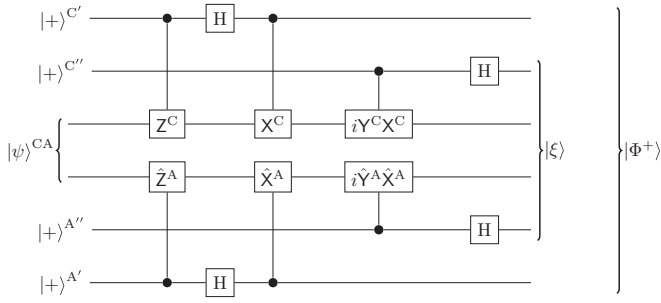 |+⟩^C′ H
|+⟩^C″ H
Z^C X^C iY^C X^C
|ψ⟩^CA |ξ⟩ |Φ^+⟩
Ẑ^A X̂^A iŶ^A X̂^A
|+⟩^A″ H
|+⟩^A′ H